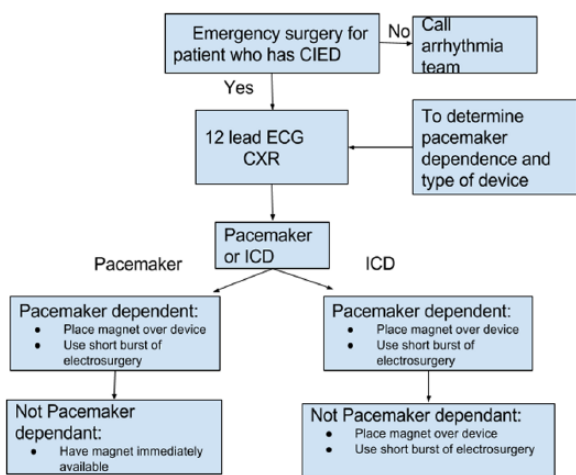 Emergency surgery for
patient who has CIED
No
Call
arrhythmia
team
Yes
12 lead ECG
CXR
To determine
pacemaker
dependence and
type of device
Pacemaker
or ICD
Pacemaker
ICD
Pacemaker dependent:
● Place magnet over device
● Use short burst of
electrosurgery
Pacemaker dependent:
● Place magnet over device
● Use short burst of
electrosurgery
Not Pacemaker
dependant:
● Have magnet immediately
available
Not Pacemaker dependant:
● Place magnet over device
● Use short burst of electrosurgery